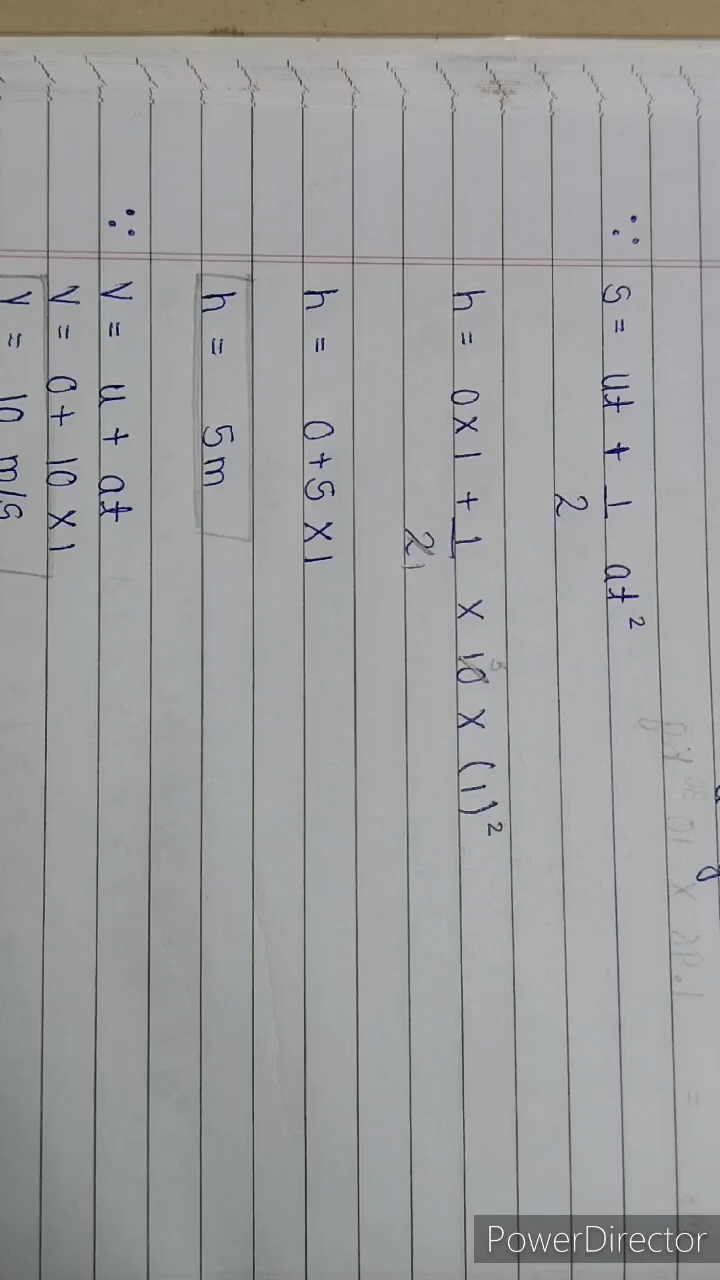 ∵ s = ut + 1/2 at²
h = 0×1 + 1/2 × 10 × (1)²
h = 0+5×1
h = 5m
∵ v = u + at
v = 0+ 10×1
v = 10 m/s
PowerDirector